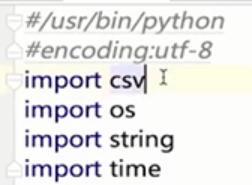 #/usr/bin/python
#encoding:utf-8
import csv
import os
import string
import time